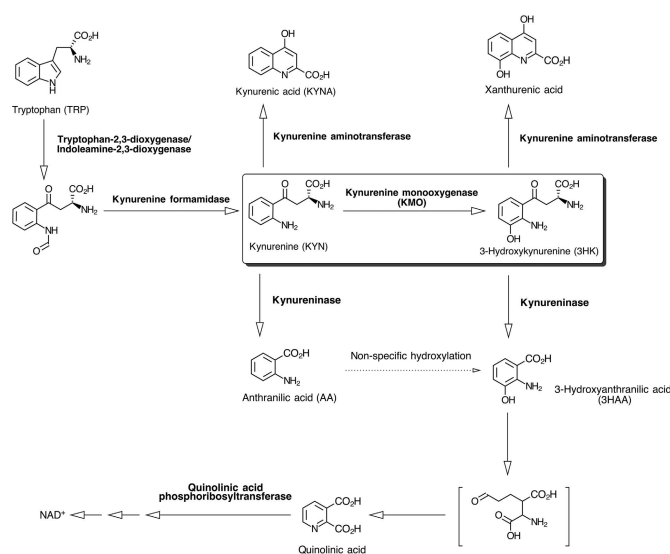 CO₂H
NH₂
N
H
Tryptophan (TRP)
OH
N
CO₂H
Kynurenic acid (KYNA)
OH
N
OH
CO₂H
Xanthurenic acid
Tryptophan-2,3-dioxygenase/
Indoleamine-2,3-dioxygenase
Kynurenine aminotransferase
Kynurenine aminotransferase
O
CO₂H
NH₂
NH
O
Kynurenine formamidase
O
CO₂H
NH₂
NH₂
Kynurenine (KYN)
Kynurenine monooxygenase
(KMO)
O
CO₂H
NH₂
NH₂
OH
3-Hydroxykynurenine (3HK)
Kynureninase
Kynureninase
CO₂H
NH₂
Anthranilic acid (AA)
Non-specific hydroxylation
CO₂H
NH₂
OH
3-Hydroxyanthranilic acid
(3HAA)
NAD⁺
Quinolinic acid
phosphoribosyltransferase
CO₂H
N
CO₂H
Quinolinic acid
O
CO₂H
O
NH₂
OH